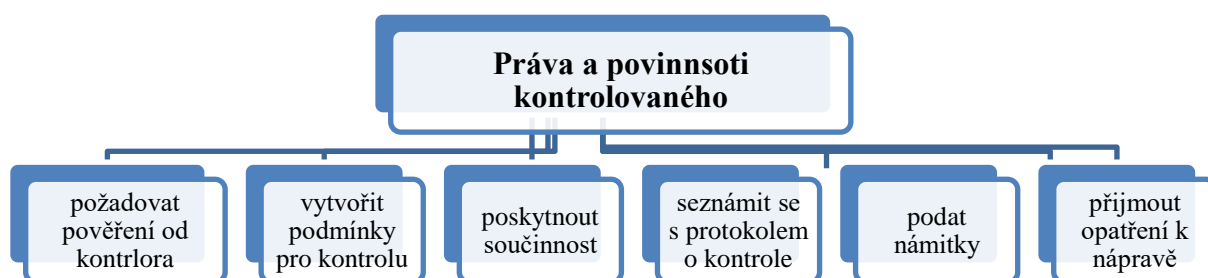 Práva a povinnsoti
kontrolovaného
požadovat
pověření od
kontrlora
vytvořit
podmínky
pro kontrolu
poskytnout
součinnost
seznámit se
s protokolem
o kontrole
podat
námitky
přijmout
opatření k
nápravě